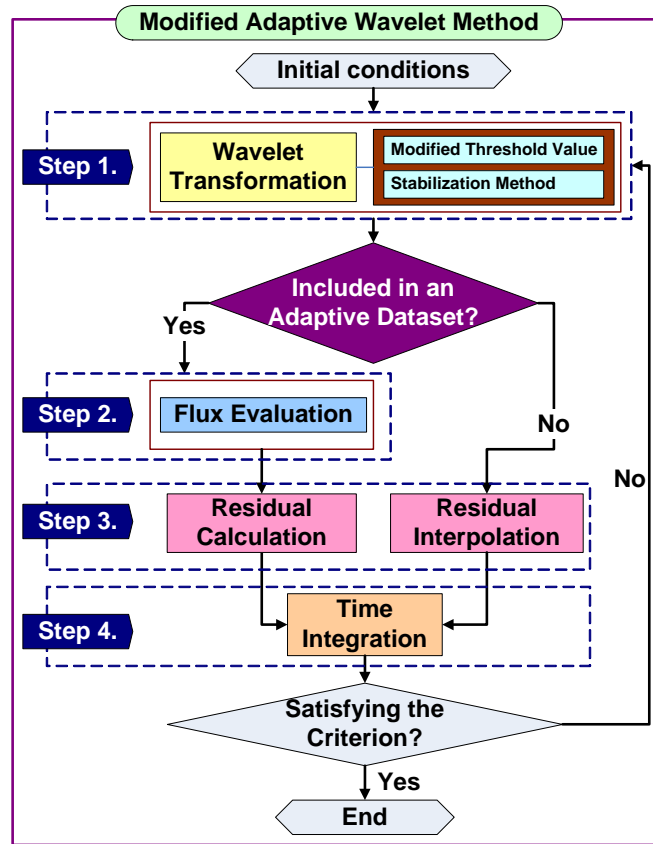 Modified Adaptive Wavelet Method
Initial conditions
Step 1.
Wavelet
Transformation
Modified Threshold Value
Stabilization Method
Included in an
Adaptive Dataset?
Yes
No
Step 2.
Flux Evaluation
No
Step 3.
Residual
Calculation
Residual
Interpolation
Step 4.
Time
Integration
Satisfying the
Criterion?
Yes
End